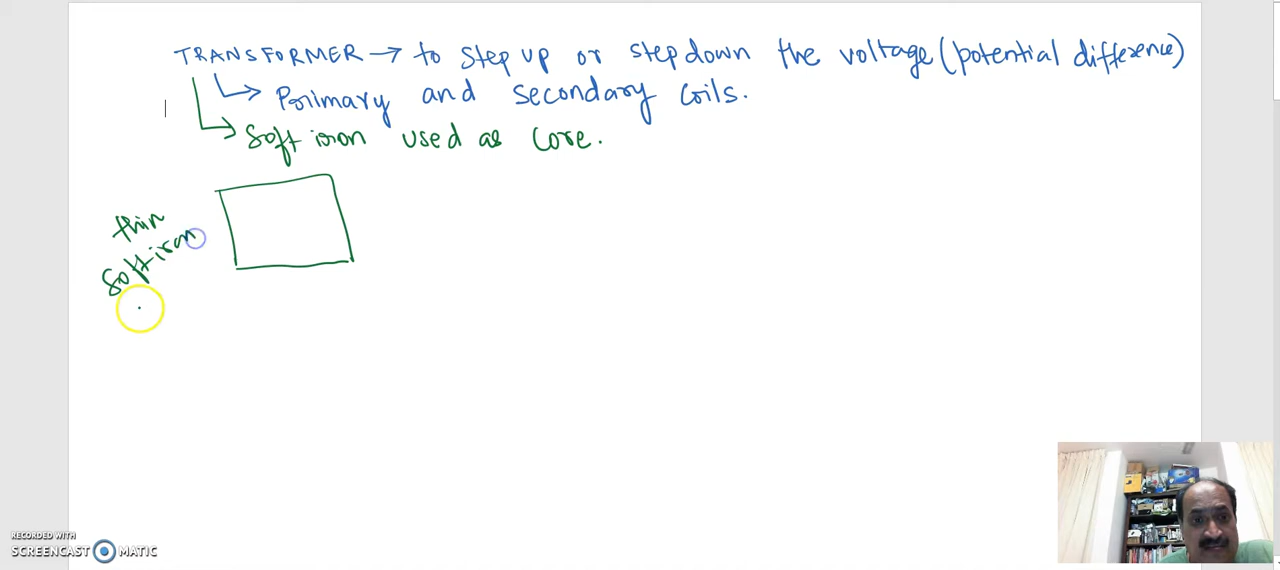 TRANSFORMER → to step up or step down the voltage (potential difference)
Primary and secondary coils.
Soft iron used as core.
thin
soft iron
RECORDED WITH
SCREENCAST MATIC